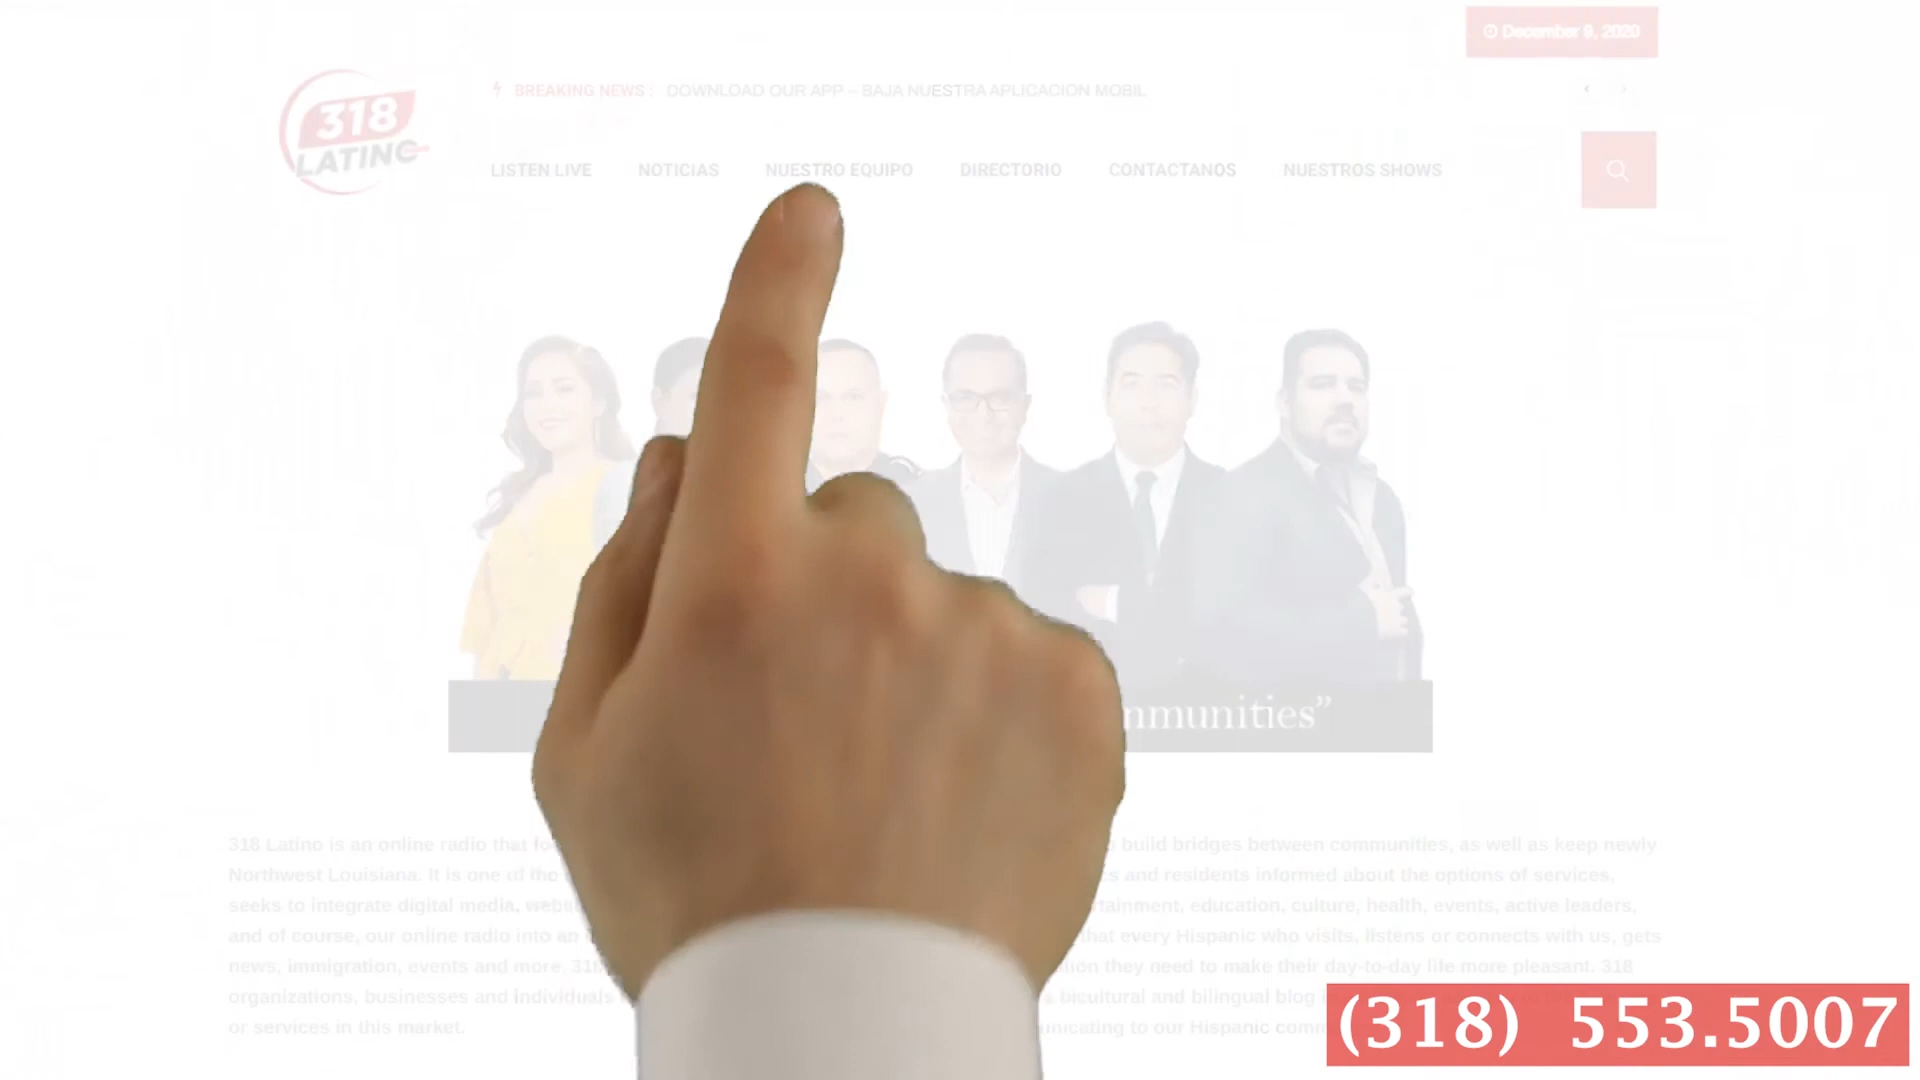 December 9, 2020
BREAKING NEWS : DOWNLOAD OUR APP – BAJA NUESTRA APLICACION MOBIL
318
LATINO
LISTEN LIVE NOTICIAS NUESTRO EQUIPO DIRECTORIO CONTACTANOS NUESTROS SHOWS
mmunities”
318 Latino is an online radio that
Northwest Louisiana. It is one of the
seeks to integrate digital media,
and of course, our online radio into an
news, immigration, events and more.
organizations, businesses and individuals
or services in this market.
build bridges between communities, as well as keep newly
and residents informed about the options of services,
education, culture, health, events, active leaders,
that every Hispanic who visits, listens or connects with us, gets
they need to make their day-to-day life more pleasant. 318
bicultural and bilingual blog
to our Hispanic
(318) 553.5007